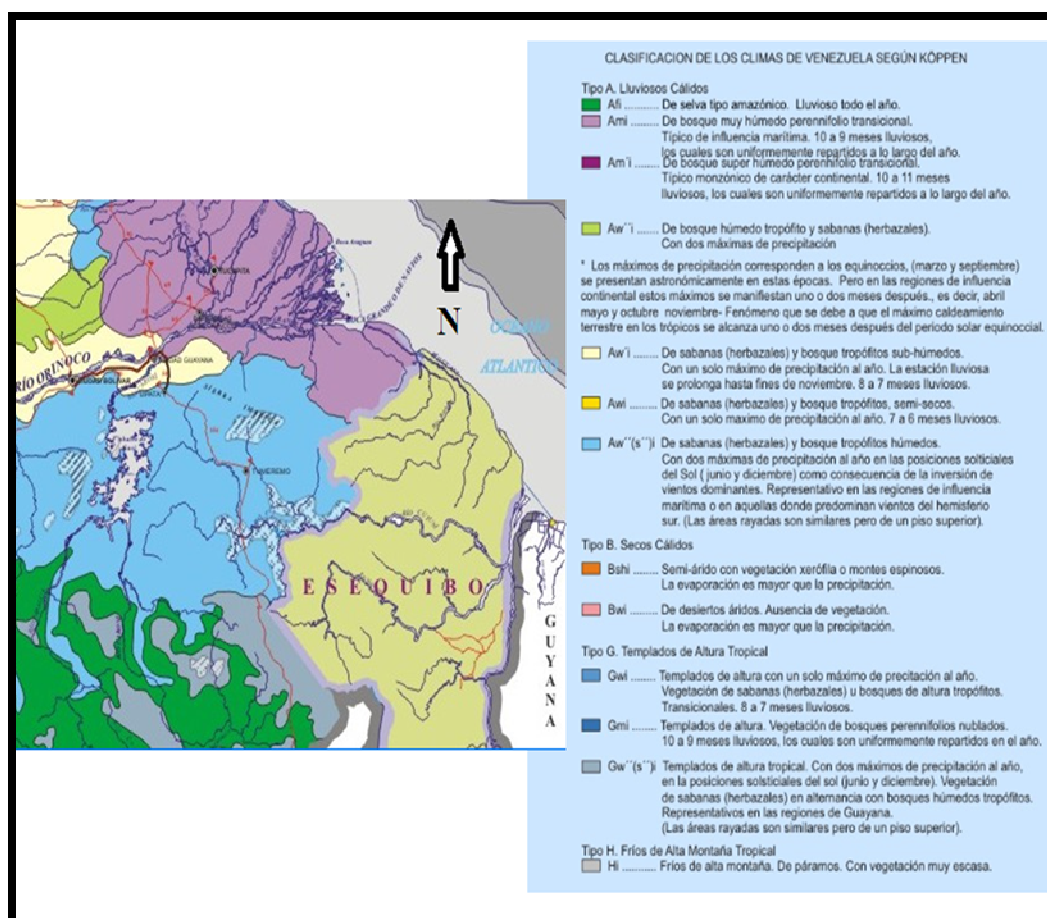 CLASIFICACION DE LOS CLIMAS DE VENEZUELA SEGÚN KÖPPEN
Tipo A. Lluviosos Cálidos
Afi ........... De selva tipo amazónico. Lluvioso todo el año.
Ami ........ De bosque muy húmedo perennifolio transicional.
Típico de influencia marítima. 10 a 9 meses lluviosos,
los cuales son uniformemente repartidos a lo largo del año.
Am´i ....... De bosque super húmedo perennifolio transicional.
Típico monzónico de carácter continental. 10 a 11 meses
lluviosos, los cuales son uniformemente repartidos a lo largo del año.
Aw´´i ...... De bosque húmedo tropófito y sabanas (herbazales).
Con dos máximas de precipitación
* Los máximos de precipitación corresponden a los equinoccios, (marzo y septiembre)
se presentan astronómicamente en estas épocas. Pero en las regiones de influencia
continental estos máximos se manifiestan uno o dos meses después., es decir, abril
mayo y octubre noviembre- Fenómeno que se debe a que el máximo caldeamiento
terrestre en los trópicos se alcanza uno o dos meses después del periodo solar equinoccial.
Aw´i ........ De sabanas (herbazales) y bosque tropófitos sub-húmedos.
Con un solo máximo de precipitación al año. La estación lluviosa
se prolonga hasta fines de noviembre. 8 a 7 meses lluviosos.
Awi ......... De sabanas (herbazales) y bosque tropófitos, semi-secos.
Con un solo maximo de precipitación al año. 7 a 6 meses lluviosos.
Aw´´(s´´)i De sabanas (herbazales) y bosque tropófitos húmedos.
Con dos máximas de precipitación al año en las posiciones solticiales
del Sol ( junio y diciembre) como consecuencia de la inversión de
vientos dominantes. Representativo en las regiones de influencia
marítima o en aquellas donde predominan vientos del hemisferio
sur. (Las áreas rayadas son similares pero de un piso superior).
Tipo B. Secos Cálidos
Bshi ........ Semi-árido con vegetación xerófila o montes espinosos.
La evaporación es mayor que la precipitación.
Bwi ......... De desiertos áridos. Ausencia de vegetación.
La evaporación es mayor que la precipitación.
Tipo G. Templados de Altura Tropical
Gwi ........ Templados de altura con un solo máximo de precitación al año.
Vegetación de sabanas (herbazales) u bosques de altura tropófitos.
Transicionales. 8 a 7 meses lluviosos.
Gmi ........ Templados de altura. Vegetación de bosques perennifolios nublados.
10 a 9 meses lluviosos, los cuales son uniformemente repartidos en el año.
Gw´´(s´´)i Templados de altura tropical. Con dos máximos de precipitación al año,
en la posiciones solsticiales del sol (junio y diciembre). Vegetación
de sabanas (herbazales) en alternancia con bosques húmedos tropófitos.
Representativos en las regiones de Guayana.
(Las áreas rayadas son similares pero de un piso superior).
Tipo H. Fríos de Alta Montaña Tropical
Hi ........... Fríos de alta montaña. De páramos. Con vegetación muy escasa.
N
OCEANO
ATLANTICO
BOCA GRANDE O DE NAVIOS
TUCUPITA
RÍO ORINOCO
CIUDAD GUAYANA
CIUDAD BOLIVAR
UPATA
SIERRA
TUMEREMO
RIO CUYUNI
ESEQUIBO
GUYANA